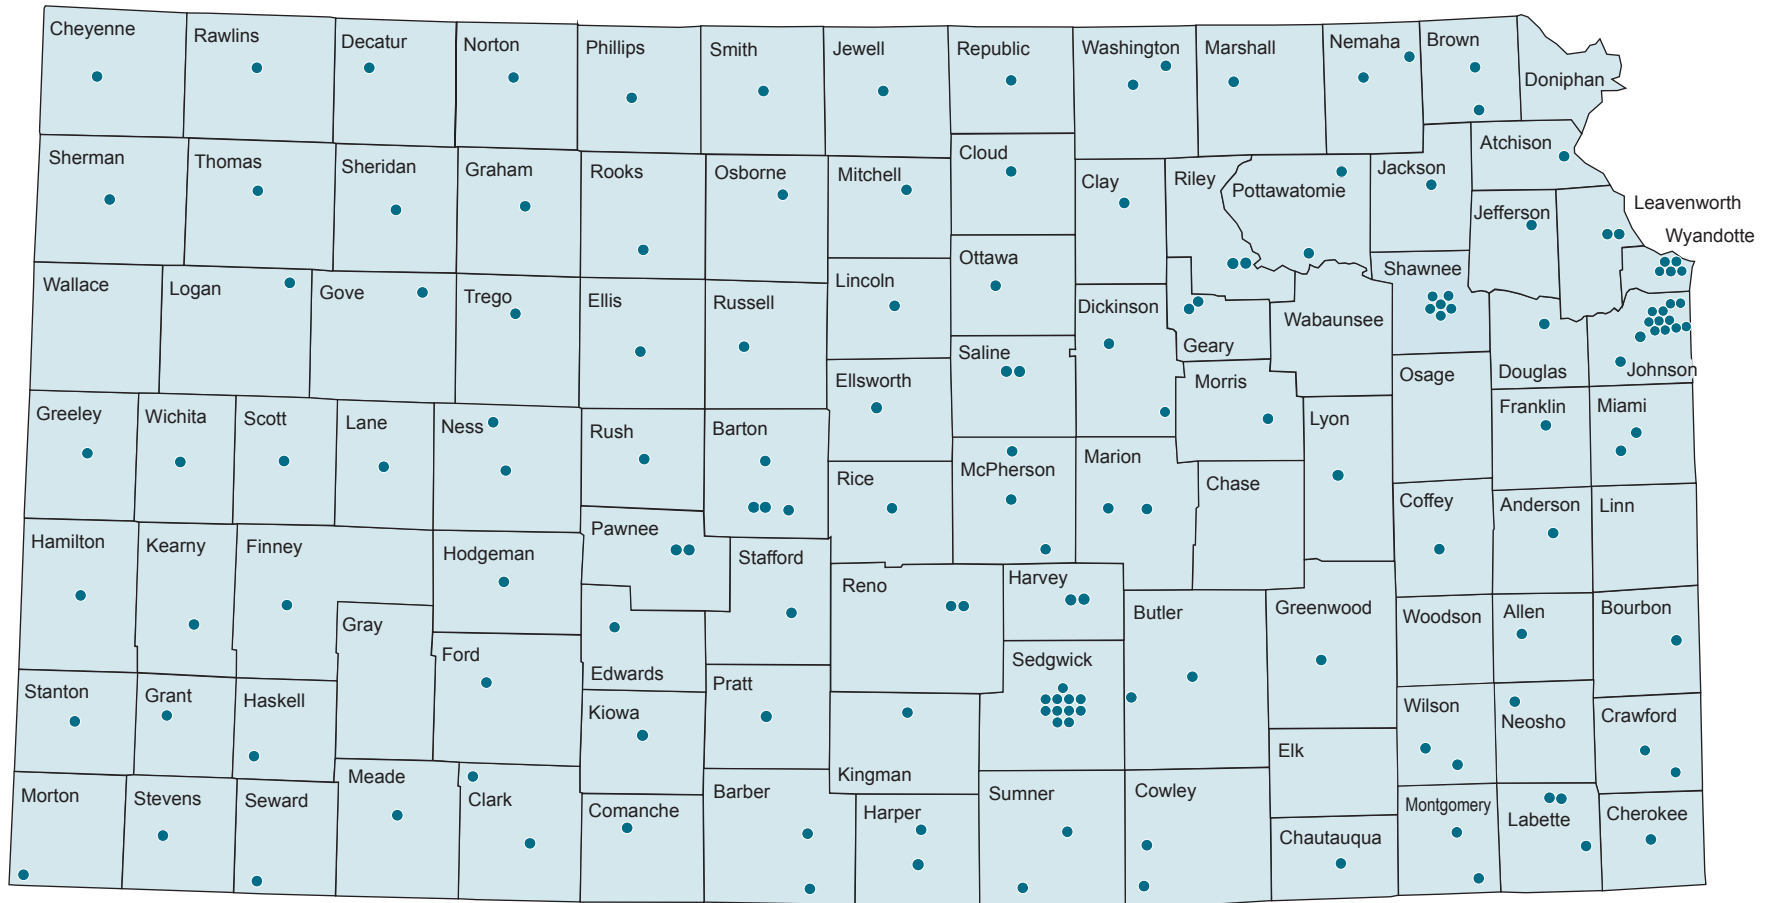 Cheyenne
Rawlins
Decatur
Norton
Phillips
Smith
Jewell
Republic
Washington
Marshall
Nemaha
Brown
Doniphan
Sherman
Thomas
Sheridan
Graham
Rooks
Osborne
Mitchell
Cloud
Clay
Riley
Pottawatomie
Jackson
Atchison
Jefferson
Leavenworth
Wyandotte
Wallace
Logan
Gove
Trego
Ellis
Russell
Lincoln
Ottawa
Dickinson
Geary
Wabaunsee
Shawnee
Douglas
Johnson
Saline
Ellsworth
Morris
Osage
Greeley
Wichita
Scott
Lane
Ness
Rush
Barton
Rice
McPherson
Marion
Chase
Lyon
Franklin
Miami
Coffey
Anderson
Linn
Hamilton
Kearny
Finney
Hodgeman
Pawnee
Stafford
Reno
Harvey
Butler
Greenwood
Woodson
Allen
Bourbon
Gray
Ford
Edwards
Sedgwick
Stanton
Grant
Haskell
Kiowa
Pratt
Kingman
Elk
Wilson
Neosho
Crawford
Morton
Stevens
Seward
Meade
Clark
Comanche
Barber
Harper
Sumner
Cowley
Chautauqua
Montgomery
Labette
Cherokee